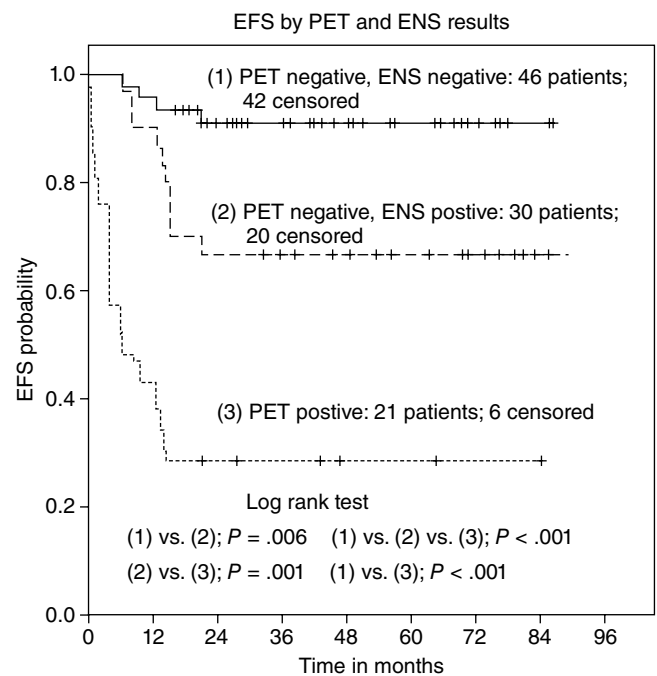 EFS by PET and ENS results
EFS probability
1.0
0.8
0.6
0.4
0.2
0.0
(1) PET negative, ENS negative: 46 patients;
42 censored
(2) PET negative, ENS postive: 30 patients;
20 censored
(3) PET postive: 21 patients; 6 censored
Log rank test
(1) vs. (2); P = .006 (1) vs. (2) vs. (3); P < .001
(2) vs. (3); P = .001 (1) vs. (3); P < .001
0 12 24 36 48 60 72 84 96
Time in months